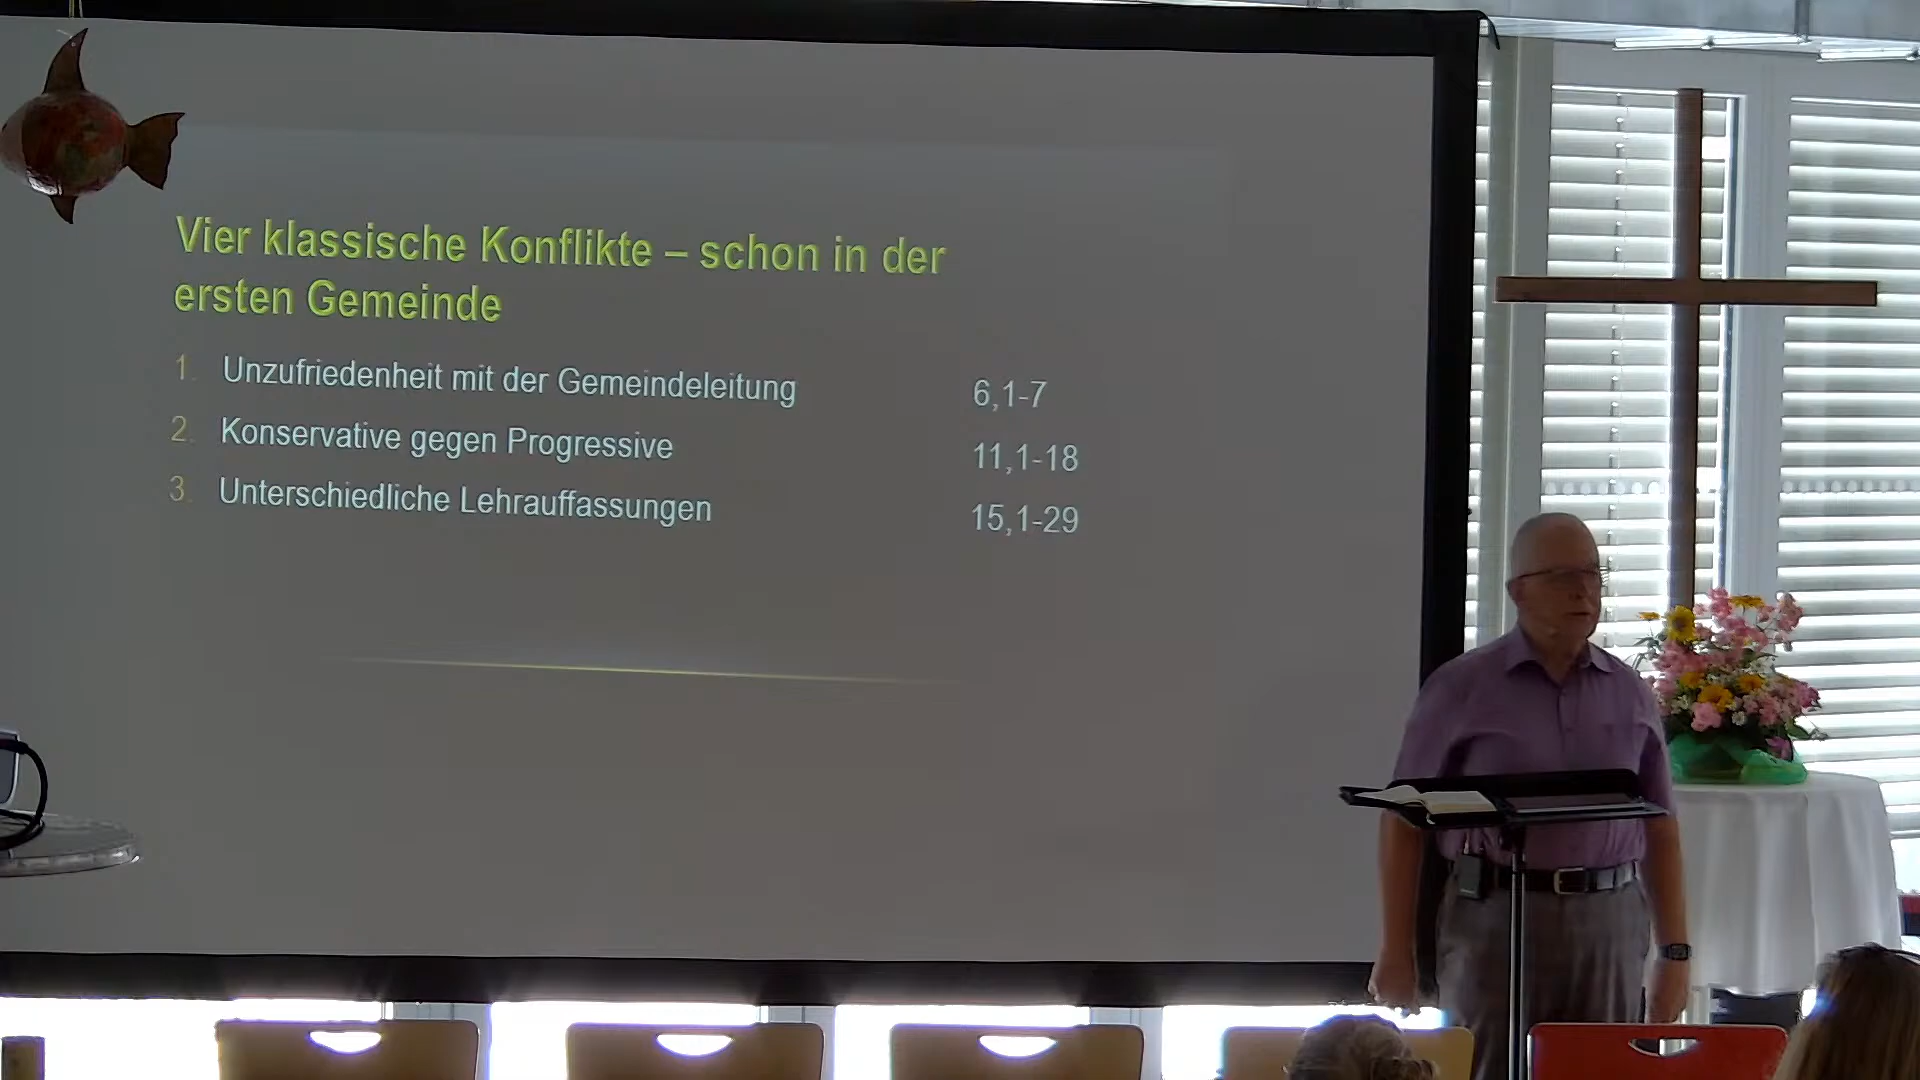 Vier klassische Konflikte – schon in der
ersten Gemeinde
1. Unzufriedenheit mit der Gemeindeleitung 6,1-7
2. Konservative gegen Progressive 11,1-18
3. Unterschiedliche Lehrauffassungen 15,1-29